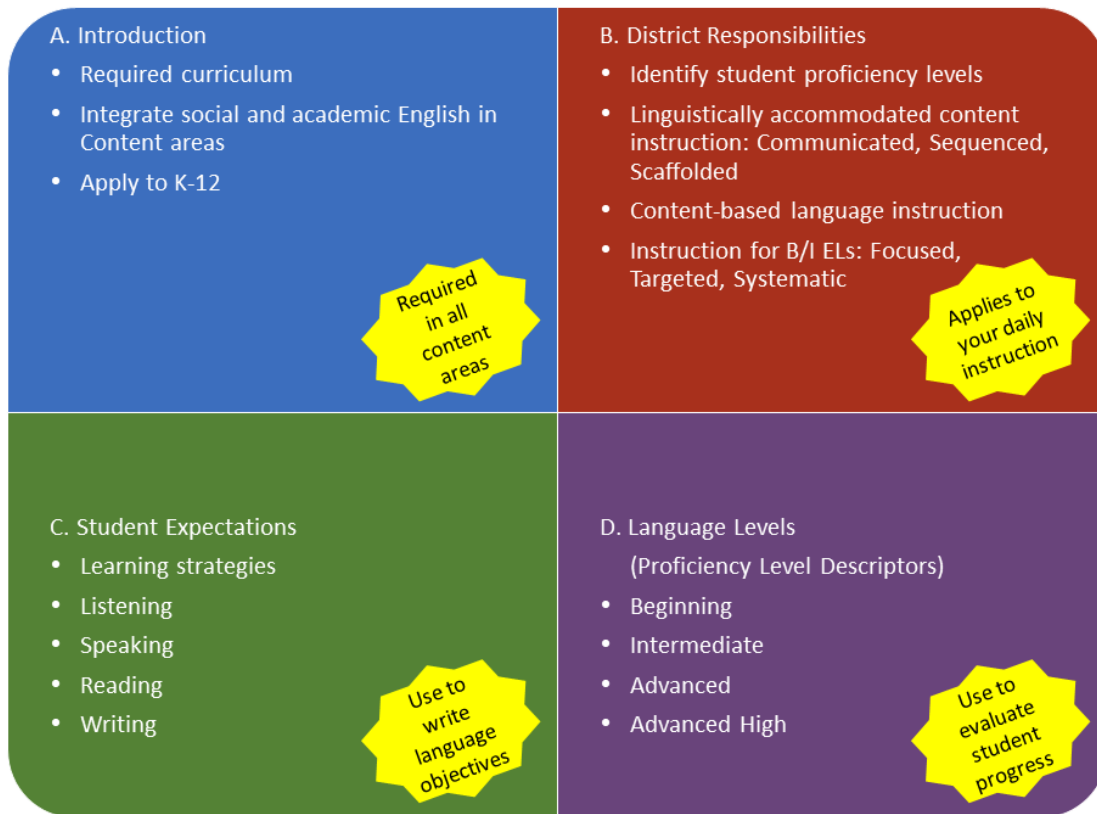 A. Introduction
• Required curriculum
• Integrate social and academic English in
Content areas
• Apply to K-12
Required
in all
content
areas
B. District Responsibilities
• Identify student proficiency levels
• Linguistically accommodated content
instruction: Communicated, Sequenced,
Scaffolded
• Content-based language instruction
• Instruction for B/I ELs: Focused,
Targeted, Systematic
Applies to
your daily
instruction
C. Student Expectations
• Learning strategies
• Listening
• Speaking
• Reading
• Writing
Use to
write
language
objectives
D. Language Levels
(Proficiency Level Descriptors)
• Beginning
• Intermediate
• Advanced
• Advanced High
Use to
evaluate
student
progress